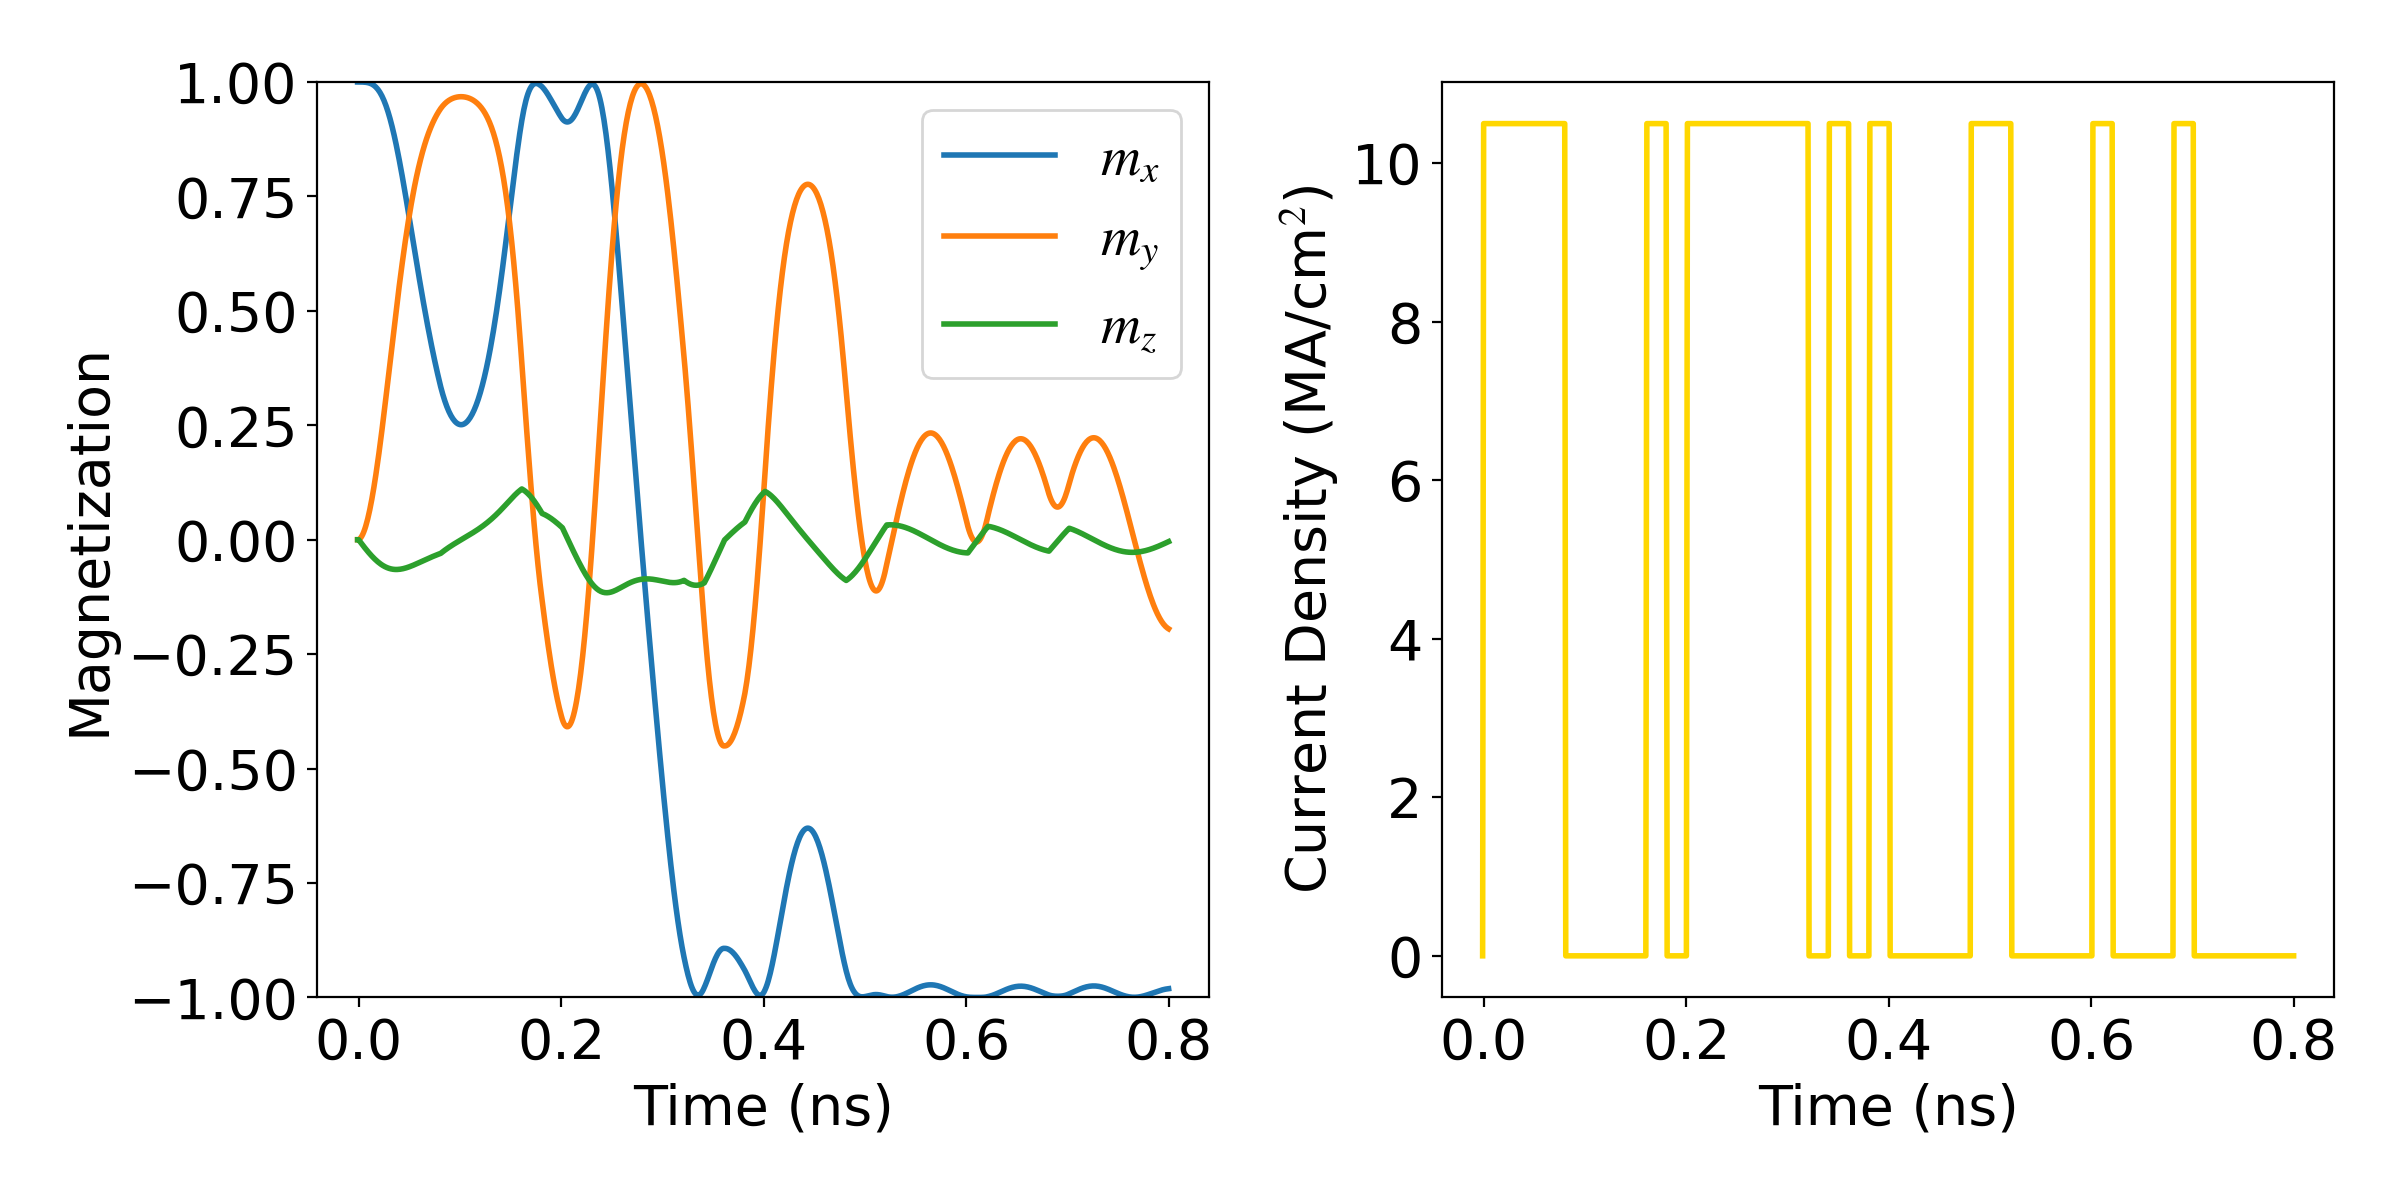 1.00
0.75
0.50
0.25
0.00
−0.25
−0.50
−0.75
−1.00
Magnetization
0.0 0.2 0.4 0.6 0.8
Time (ns)
m_x
m_y
m_z
10
8
6
4
2
0
Current Density (MA/cm²)
0.0 0.2 0.4 0.6 0.8
Time (ns)